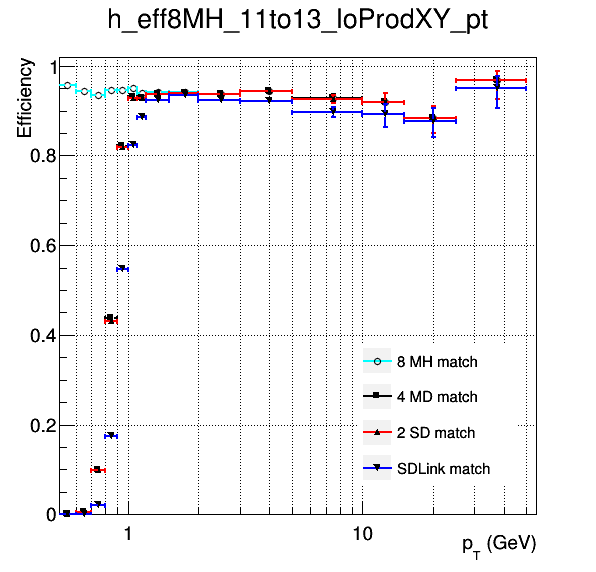 h_eff8MH_11to13_loProdXY_pt
Efficiency
1
0.8
0.6
0.4
0.2
0
8 MH match
4 MD match
2 SD match
SDLink match
1
10
p_T (GeV)